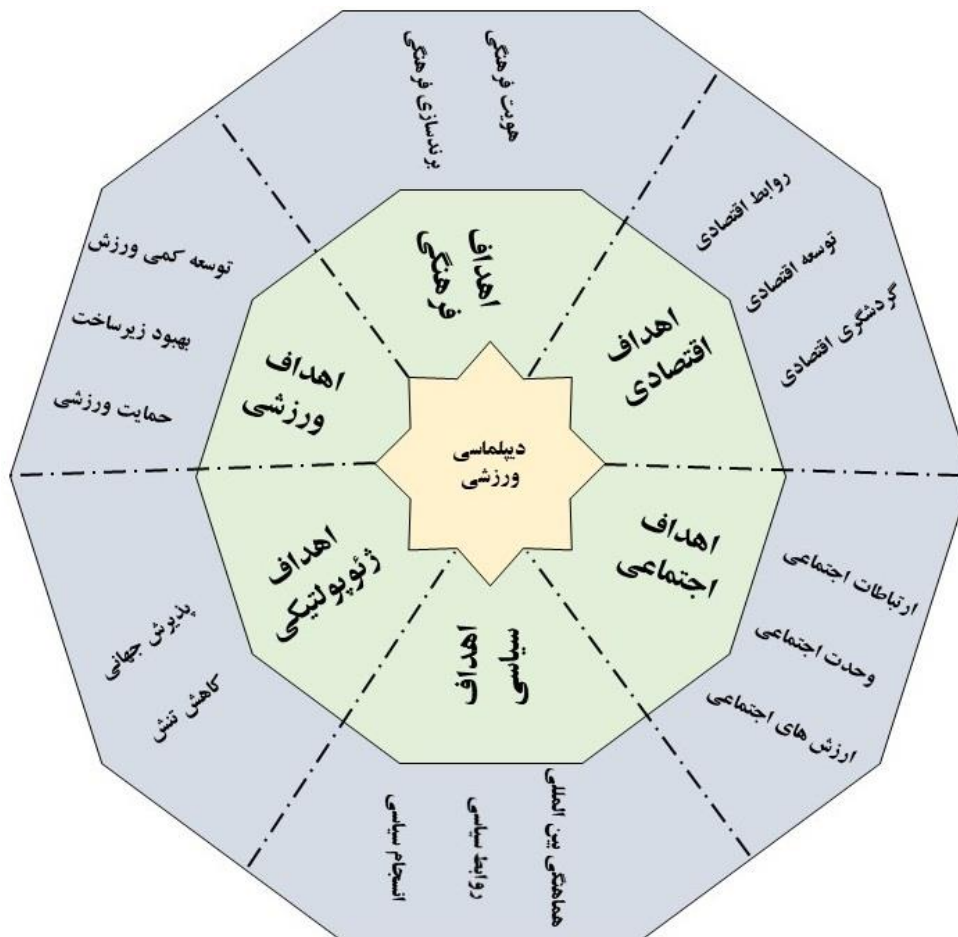 دیپلماسی
ورزشی
اهداف
فرهنگی
هویت فرهنگی
برندسازی فرهنگی
اهداف
اقتصادی
روابط اقتصادی
توسعه اقتصادی
گردشگری اقتصادی
اهداف
اجتماعی
ارتباطات اجتماعی
وحدت اجتماعی
ارزش های اجتماعی
اهداف
سیاسی
هماهنگی بین المللی
روابط سیاسی
انسجام سیاسی
اهداف
ژئوپولتیکی
پذیرش جهانی
کاهش تنش
اهداف
ورزشی
توسعه کمی ورزش
بهبود زیرساخت
حمایت ورزشی